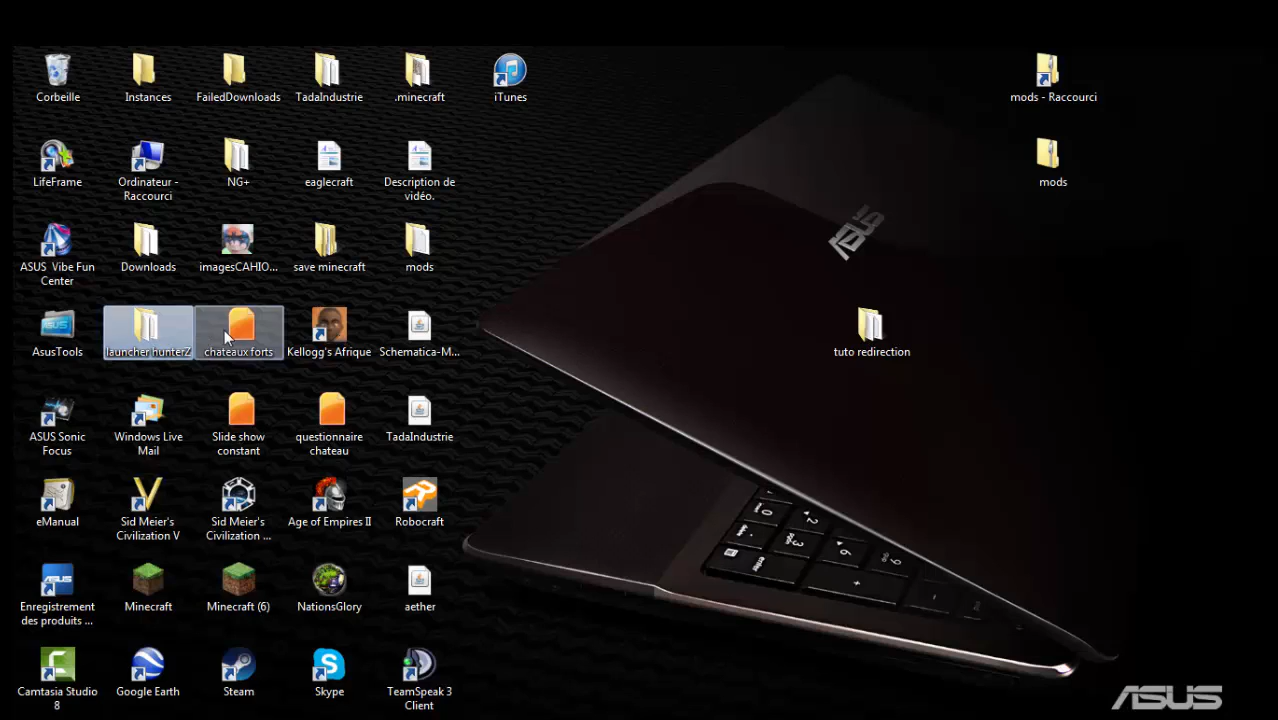 Corbeille
Instances
FailedDownloads
TadaIndustrie
.minecraft
iTunes
mods - Raccourci
LifeFrame
Ordinateur - Raccourci
NG+
eaglecraft
Description de vidéo.
mods
ASUS Vibe Fun Center
Downloads
imagesCAHIO...
save minecraft
mods
ASUS
AsusTools
launcher hunterZ
chateaux forts
Kellogg's Afrique
Schematica-M...
tuto redirection
ASUS Sonic Focus
Windows Live Mail
Slide show constant
questionnaire chateau
TadaIndustrie
eManual
Sid Meier's Civilization V
Sid Meier's Civilization ...
Age of Empires II
Robocraft
Enregistrement des produits ...
Minecraft
Minecraft (6)
NationsGlory
aether
Camtasia Studio 8
Google Earth
Steam
Skype
TeamSpeak 3 Client
ASUS